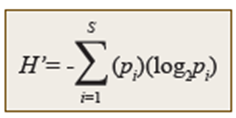 H'= -∑_{i=1}^{S} (p_i)(log_2 p_i)